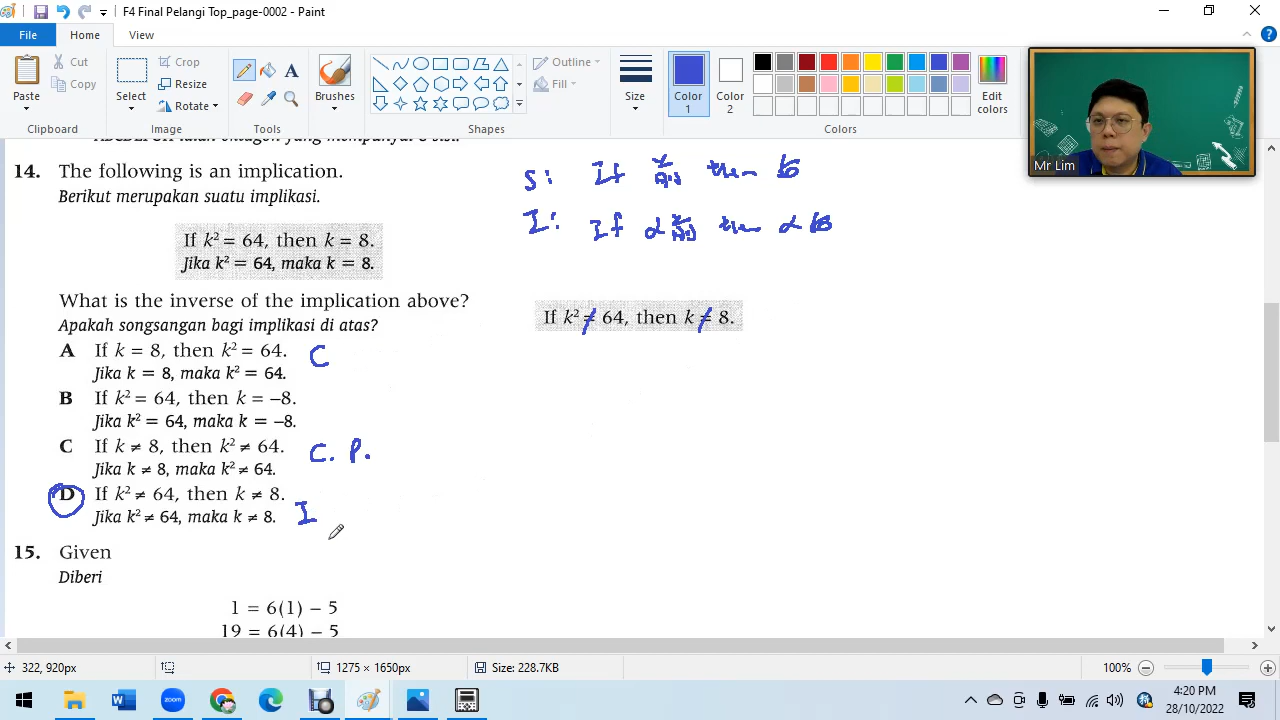 F4 Final Pelangi Top_page-0002 - Paint
File Home View
Paste
Cut
Copy
Clipboard
Select
Crop
Resize
Rotate
Image
Tools
Brushes
Shapes
Outline
Fill
Size
Color 1
Color 2
Colors
Edit colors
Mr Lim
14. The following is an implication.
Berikut merupakan suatu implikasi.
If k² = 64, then k = 8.
Jika k² = 64, maka k = 8.
What is the inverse of the implication above?
Apakah songsangan bagi implikasi di atas?
A If k = 8, then k² = 64. C
Jika k = 8, maka k² = 64.
B If k² = 64, then k = –8.
Jika k² = 64, maka k = –8.
C If k ≠ 8, then k² ≠ 64. C. P.
Jika k ≠ 8, maka k² ≠ 64.
D If k² ≠ 64, then k ≠ 8. I
Jika k² ≠ 64, maka k ≠ 8.
15. Given
Diberi
1 = 6(1) – 5
19 = 6(4) – 5
S: If then
I: If then
If k² ≠ 64, then k ≠ 8.
322, 920px
1275 × 1650px
Size: 228.7KB
100%
zoom
4:20 PM
28/10/2022